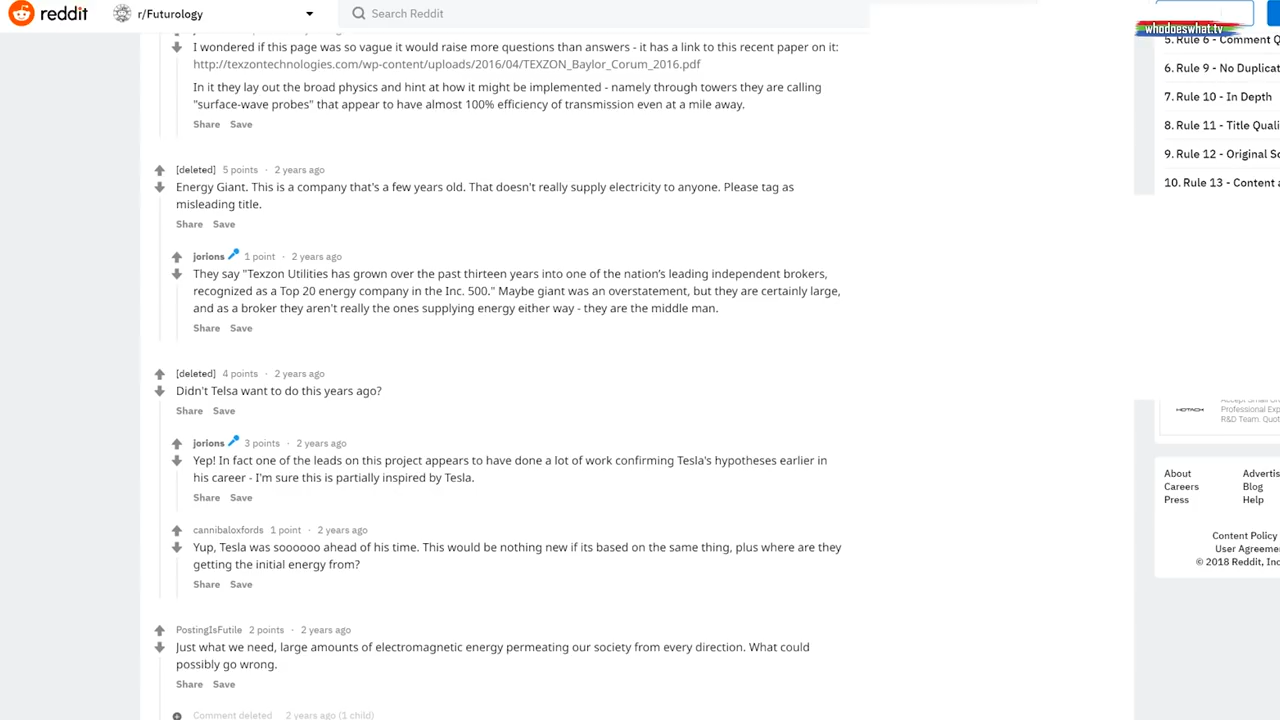 reddit
r/Futurology
Search Reddit
whodoeswhat.tv
I wondered if this page was so vague it would raise more questions than answers - it has a link to this recent paper on it:
http://texzontechnologies.com/wp-content/uploads/2016/04/TEXZON_Baylor_Corum_2016.pdf
In it they lay out the broad physics and hint at how it might be implemented - namely through towers they are calling
"surface-wave probes" that appear to have almost 100% efficiency of transmission even at a mile away.
Share Save
[deleted] 5 points · 2 years ago
Energy Giant. This is a company that's a few years old. That doesn't really supply electricity to anyone. Please tag as
misleading title.
Share Save
jorions 1 point · 2 years ago
They say "Texzon Utilities has grown over the past thirteen years into one of the nation's leading independent brokers,
recognized as a Top 20 energy company in the Inc. 500." Maybe giant was an overstatement, but they are certainly large,
and as a broker they aren't really the ones supplying energy either way - they are the middle man.
Share Save
[deleted] 4 points · 2 years ago
Didn't Telsa want to do this years ago?
Share Save
jorions 3 points · 2 years ago
Yep! In fact one of the leads on this project appears to have done a lot of work confirming Tesla's hypotheses earlier in
his career - I'm sure this is partially inspired by Tesla.
Share Save
cannibaloxfords 1 point · 2 years ago
Yup, Tesla was soooooo ahead of his time. This would be nothing new if its based on the same thing, plus where are they
getting the initial energy from?
Share Save
PostingIsFutile 2 points · 2 years ago
Just what we need, large amounts of electromagnetic energy permeating our society from every direction. What could
possibly go wrong.
Share Save
Comment deleted 2 years ago (1 child)
5. Rule 6 - Comment Q
6. Rule 9 - No Duplicat
7. Rule 10 - In Depth
8. Rule 11 - Title Quali
9. Rule 12 - Original So
10. Rule 13 - Content a
Professional Exp
R&D Team. Quot
About Advertis
Careers Blog
Press Help
Content Policy
User Agreeme
© 2018 Reddit, Inc